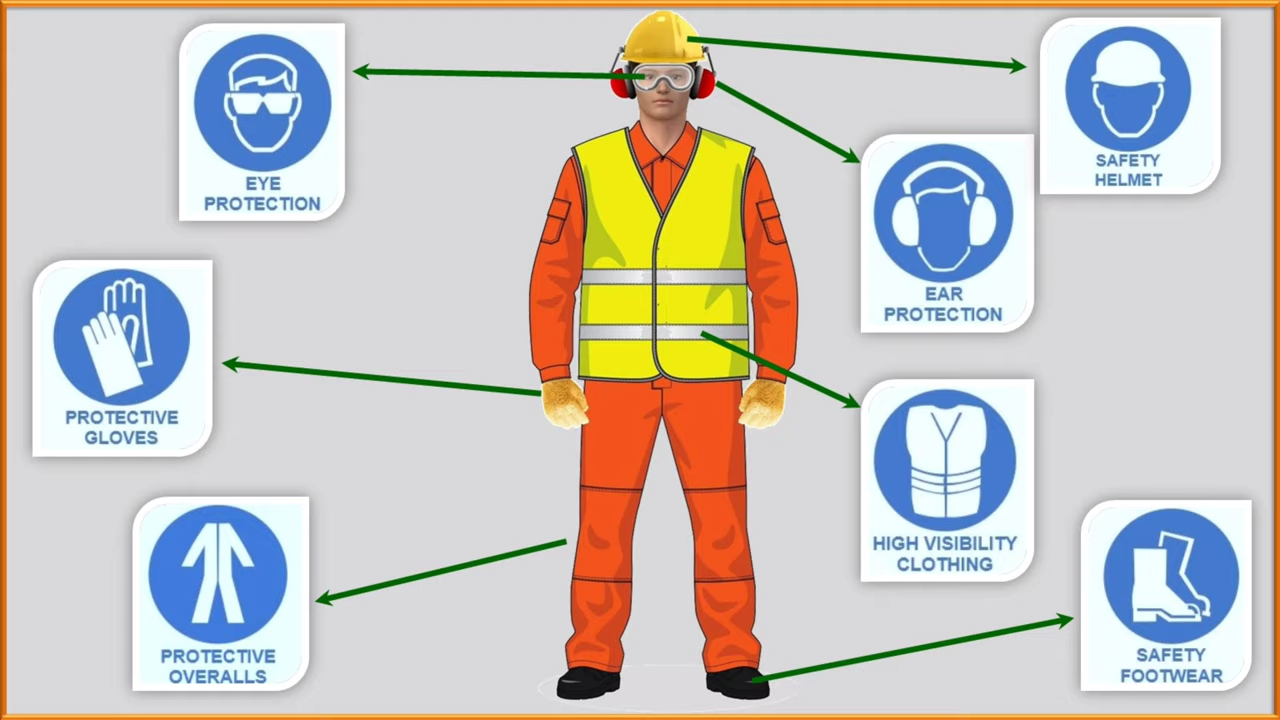 EYE
PROTECTION
SAFETY
HELMET
EAR
PROTECTION
PROTECTIVE
GLOVES
HIGH VISIBILITY
CLOTHING
PROTECTIVE
OVERALLS
SAFETY
FOOTWEAR